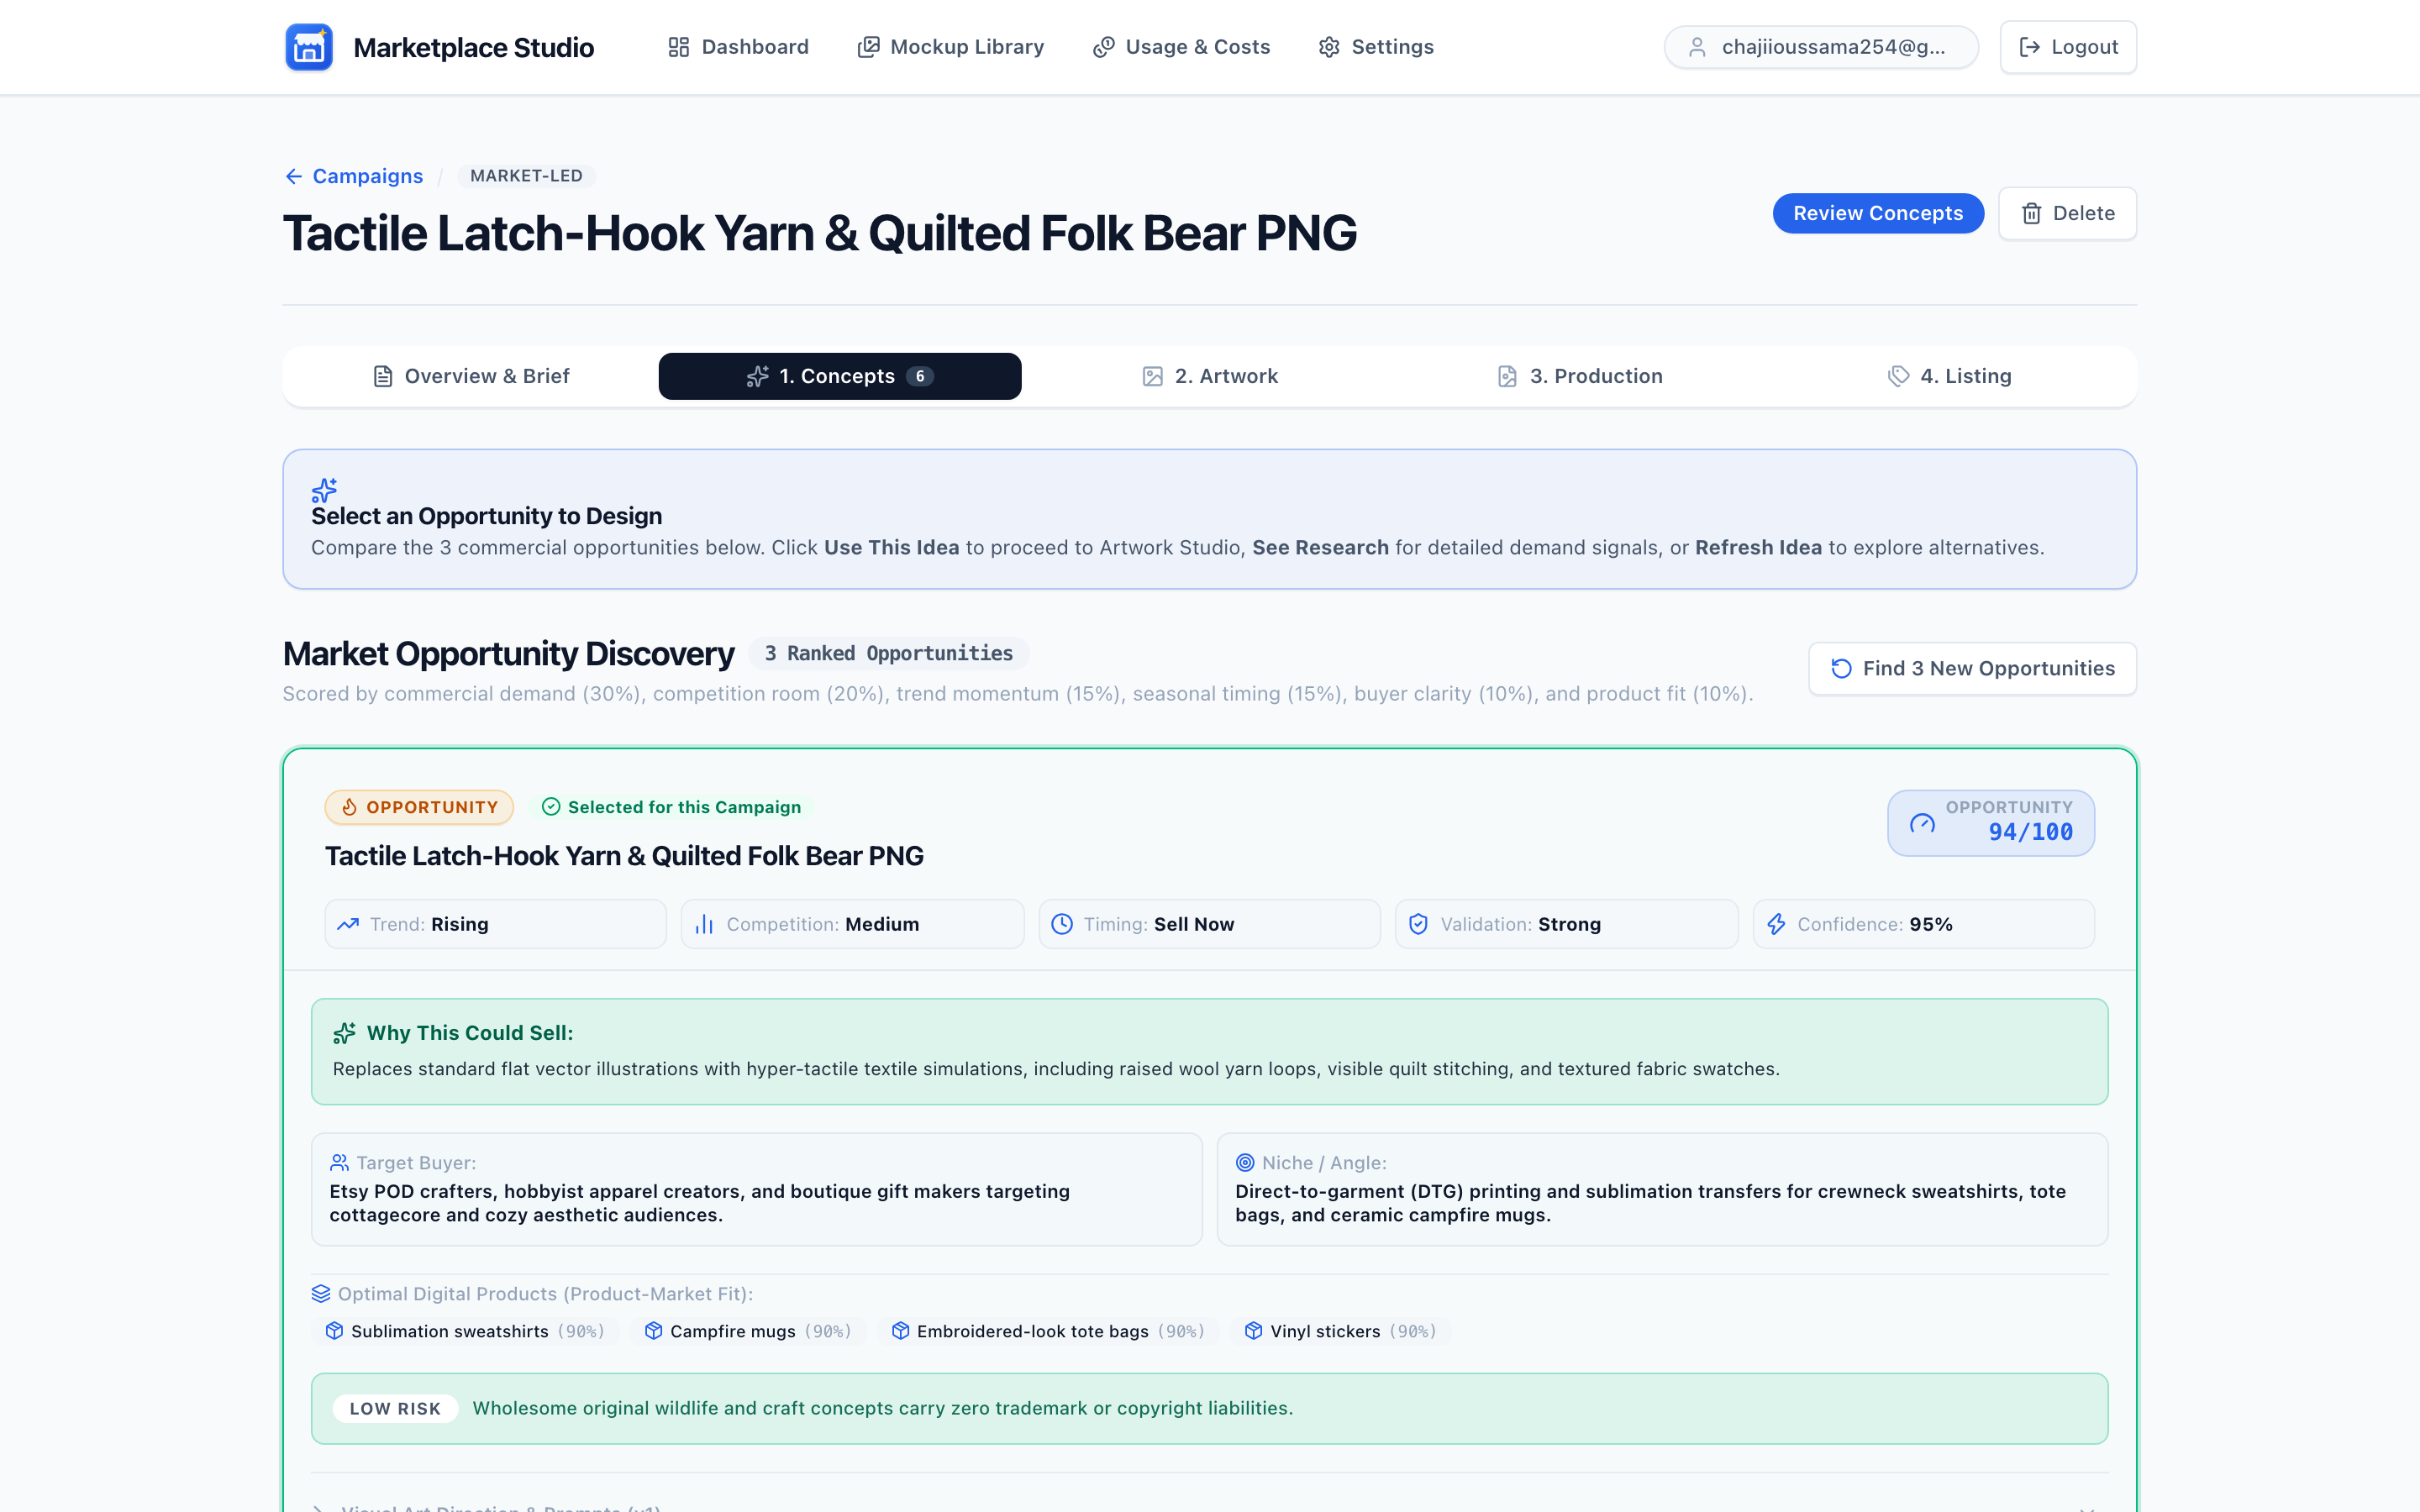 Marketplace Studio
Dashboard
Mockup Library
Usage & Costs
Settings
chajiioussama254@g...
Logout
Campaigns / MARKET-LED
Tactile Latch-Hook Yarn & Quilted Folk Bear PNG
Review Concepts
Delete
Overview & Brief
1. Concepts 6
2. Artwork
3. Production
4. Listing
Select an Opportunity to Design
Compare the 3 commercial opportunities below. Click Use This Idea to proceed to Artwork Studio, See Research for detailed demand signals, or Refresh Idea to explore alternatives.
Market Opportunity Discovery
3 Ranked Opportunities
Scored by commercial demand (30%), competition room (20%), trend momentum (15%), seasonal timing (15%), buyer clarity (10%), and product fit (10%).
Find 3 New Opportunities
OPPORTUNITY
Selected for this Campaign
Tactile Latch-Hook Yarn & Quilted Folk Bear PNG
OPPORTUNITY
94/100
Trend: Rising
Competition: Medium
Timing: Sell Now
Validation: Strong
Confidence: 95%
Why This Could Sell:
Replaces standard flat vector illustrations with hyper-tactile textile simulations, including raised wool yarn loops, visible quilt stitching, and textured fabric swatches.
Target Buyer:
Etsy POD crafters, hobbyist apparel creators, and boutique gift makers targeting
cottagecore and cozy aesthetic audiences.
Niche / Angle:
Direct-to-garment (DTG) printing and sublimation transfers for crewneck sweatshirts, tote
bags, and ceramic campfire mugs.
Optimal Digital Products (Product-Market Fit):
Sublimation sweatshirts (90%)
Campfire mugs (90%)
Embroidered-look tote bags (90%)
Vinyl stickers (90%)
LOW RISK
Wholesome original wildlife and craft concepts carry zero trademark or copyright liabilities.
Visual Art Direction & Prompts (v1)